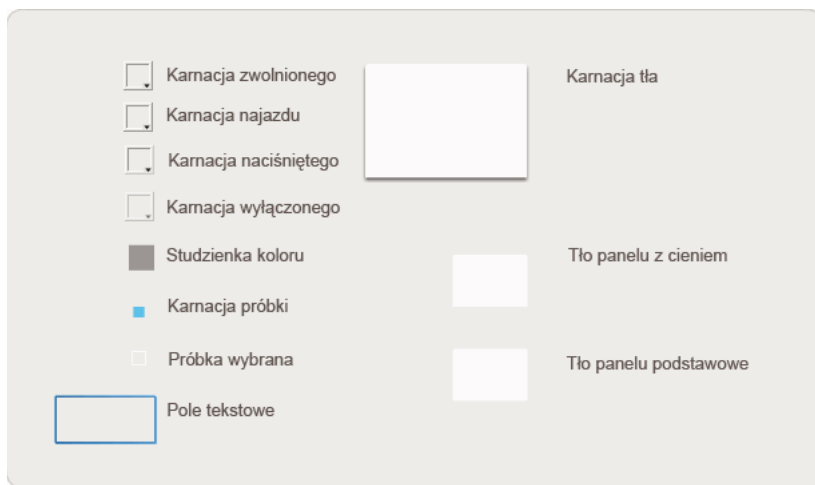 Karnacja zwolnionego
Karnacja tła
Karnacja najazdu
Karnacja naciśniętego
Karnacja wyłączonego
Studzienka koloru
Tło panelu z cieniem
Karnacja próbki
Próbka wybrana
Tło panelu podstawowe
Pole tekstowe